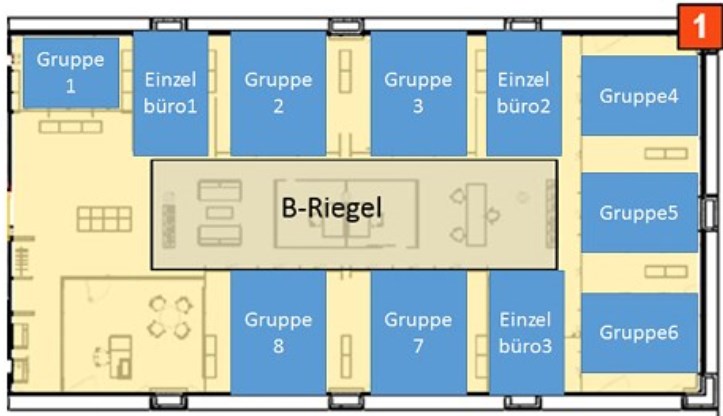 1
Gruppe
1
Einzel
büro1
Gruppe
2
Gruppe
3
Einzel
büro2
Gruppe4
B-Riegel
Gruppe5
Gruppe
8
Gruppe
7
Einzel
büro3
Gruppe6